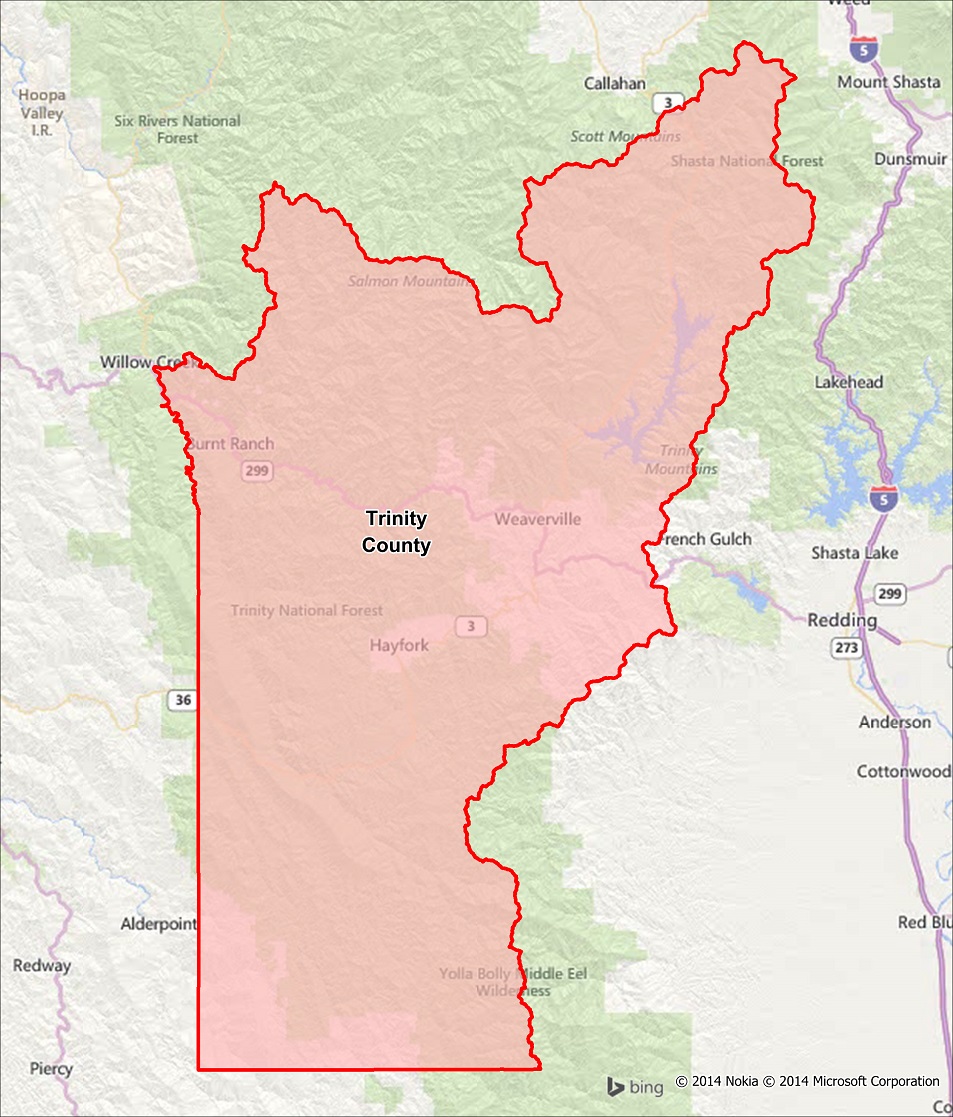 Weed
5
Callahan
Mount Shasta
Hoopa
Valley
I.R.
3
Six Rivers National
Forest
Scott Mountains
Shasta National Forest
Dunsmuir
Salmon Mountains
Willow Creek
Lakehead
Burnt Ranch
299
Trinity
Mountains
5
Trinity
County
Weaverville
French Gulch
Shasta Lake
299
Trinity National Forest
Redding
3
Hayfork
273
36
Anderson
Cottonwood
Alderpoint
Red Blu
Redway
Yolla Bolly Middle Eel
Wilderness
Piercy
bing
© 2014 Nokia © 2014 Microsoft Corporation
Co